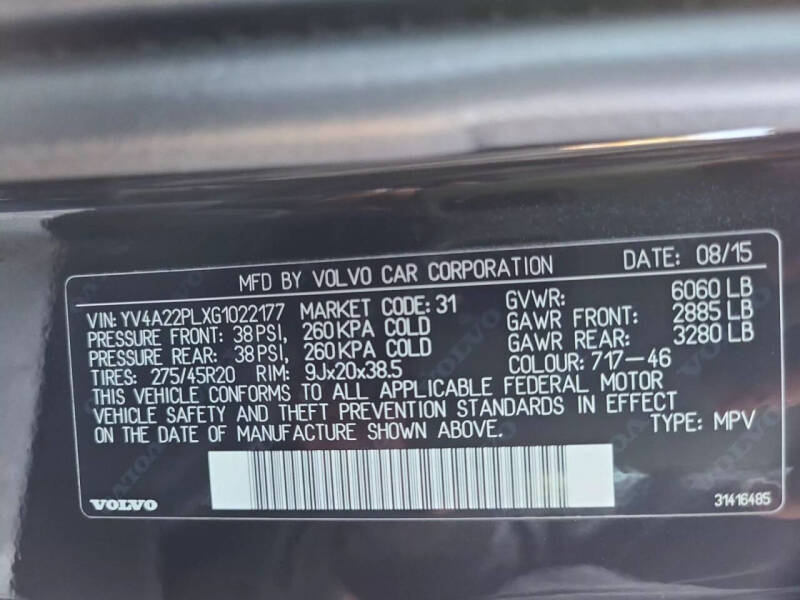 MFD BY VOLVO CAR CORPORATION DATE: 08/15
VIN: YV4A22PLXG1022177 MARKET CODE: 31 GVWR: 6060 LB
PRESSURE FRONT: 38 PSI, 260 KPA COLD GAWR FRONT: 2885 LB
PRESSURE REAR: 38 PSI, 260 KPA COLD GAWR REAR: 3280 LB
TIRES: 275/45R20 RIM: 9Jx20x38.5 COLOUR: 717-46
THIS VEHICLE CONFORMS TO ALL APPLICABLE FEDERAL MOTOR
VEHICLE SAFETY AND THEFT PREVENTION STANDARDS IN EFFECT
ON THE DATE OF MANUFACTURE SHOWN ABOVE. TYPE: MPV
VOLVO 31416485